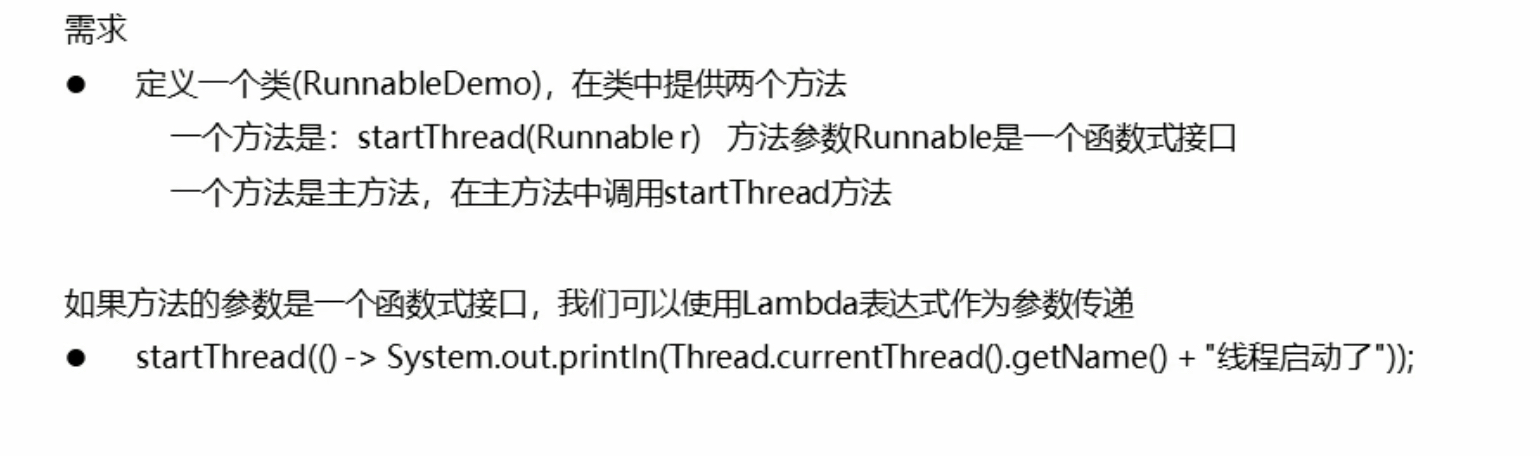 需求
● 定义一个类(RunnableDemo)，在类中提供两个方法
一个方法是：startThread(Runnable r) 方法参数Runnable是一个函数式接口
一个方法是主方法，在主方法中调用startThread方法
如果方法的参数是一个函数式接口，我们可以使用Lambda表达式作为参数传递
● startThread(() -> System.out.println(Thread.currentThread().getName() + "线程启动了"));